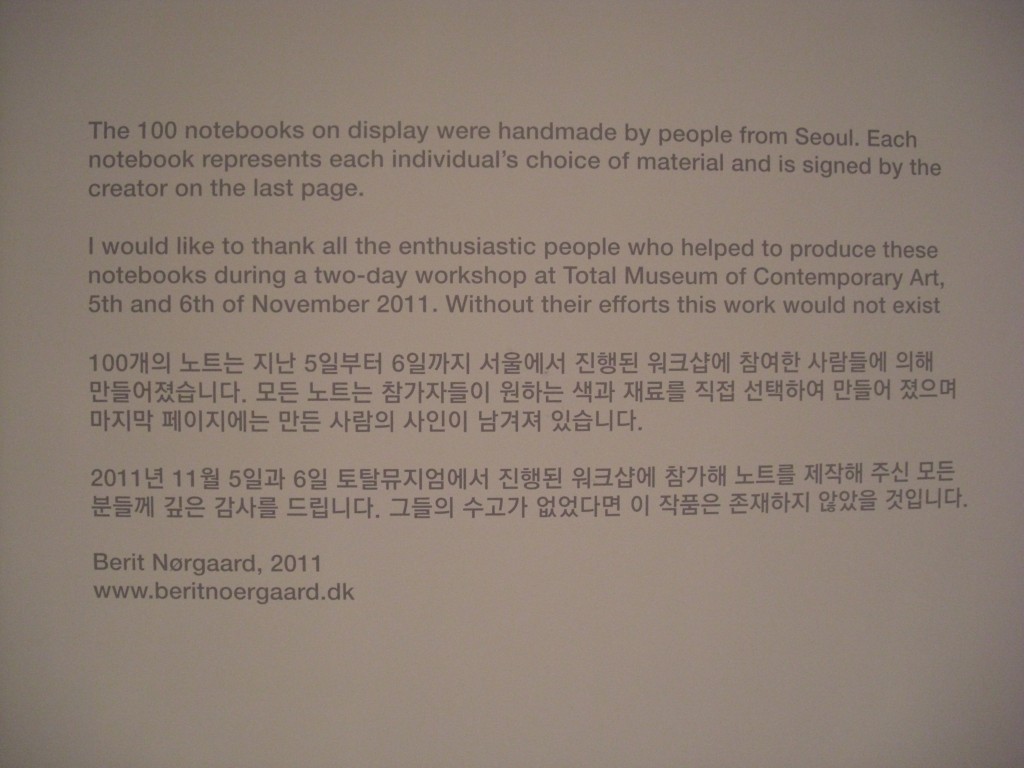 The 100 notebooks on display were handmade by people from Seoul. Each
notebook represents each individual's choice of material and is signed by the
creator on the last page.
I would like to thank all the enthusiastic people who helped to produce these
notebooks during a two-day workshop at Total Museum of Contemporary Art,
5th and 6th of November 2011. Without their efforts this work would not exist
100개의 노트는 지난 5일부터 6일까지 서울에서 진행된 워크샵에 참여한 사람들에 의해
만들어졌습니다. 모든 노트는 참가자들이 원하는 색과 재료를 직접 선택하여 만들어 졌으며
마지막 페이지에는 만든 사람의 사인이 남겨져 있습니다.
2011년 11월 5일과 6일 토탈뮤지엄에서 진행된 워크샵에 참가해 노트를 제작해 주신 모든
분들께 깊은 감사를 드립니다. 그들의 수고가 없었다면 이 작품은 존재하지 않았을 것입니다.
Berit Nørgaard, 2011
www.beritnoergaard.dk